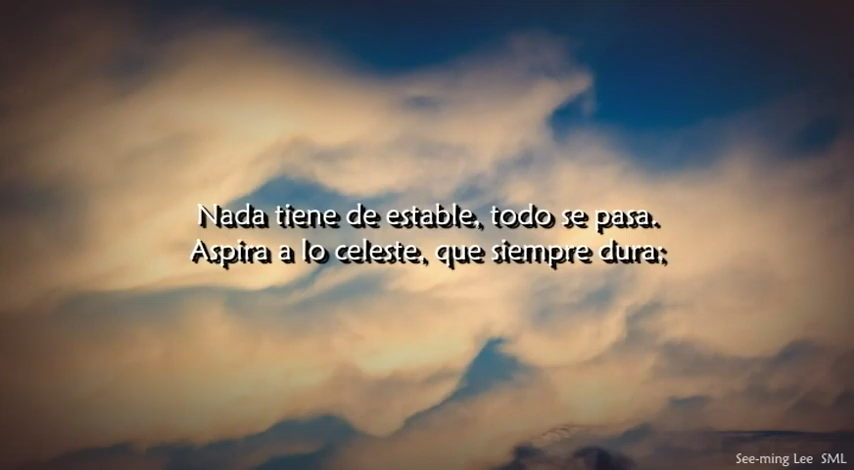 Nada tiene de estable, todo se pasa.
Aspira a lo celeste, que siempre dura;
See-ming Lee SML